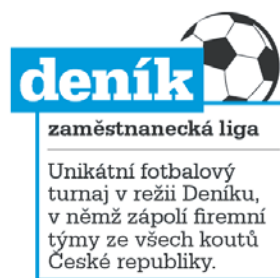 deník
zaměstnanecká liga
Unikátní fotbalový
turnaj v režii Deníku,
v němž zápolí firemní
týmy ze všech koutů
České republiky.